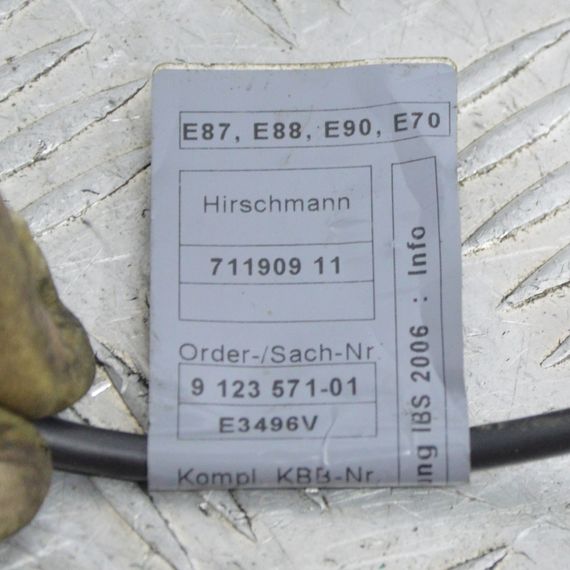 E87, E88, E90, E70
Hirschmann
711909 11
Order-/Sach-Nr
9 123 571-01
E3496V
Kompl. KBB-Nr.
IBS 2006 : Info